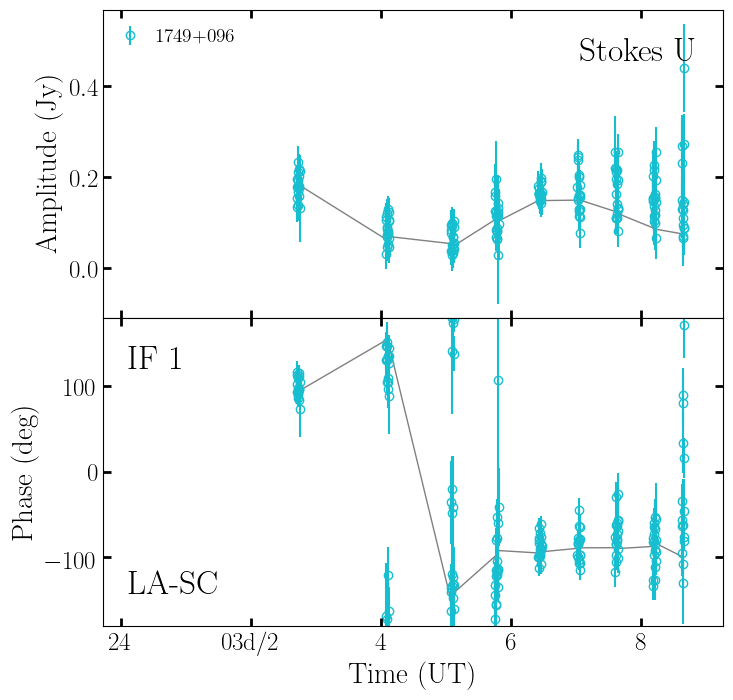 1749+096
Stokes U
0.4
0.2
0.0
Amplitude (Jy)
IF 1
100
0
−100
Phase (deg)
LA-SC
24 03d/2 4 6 8
Time (UT)